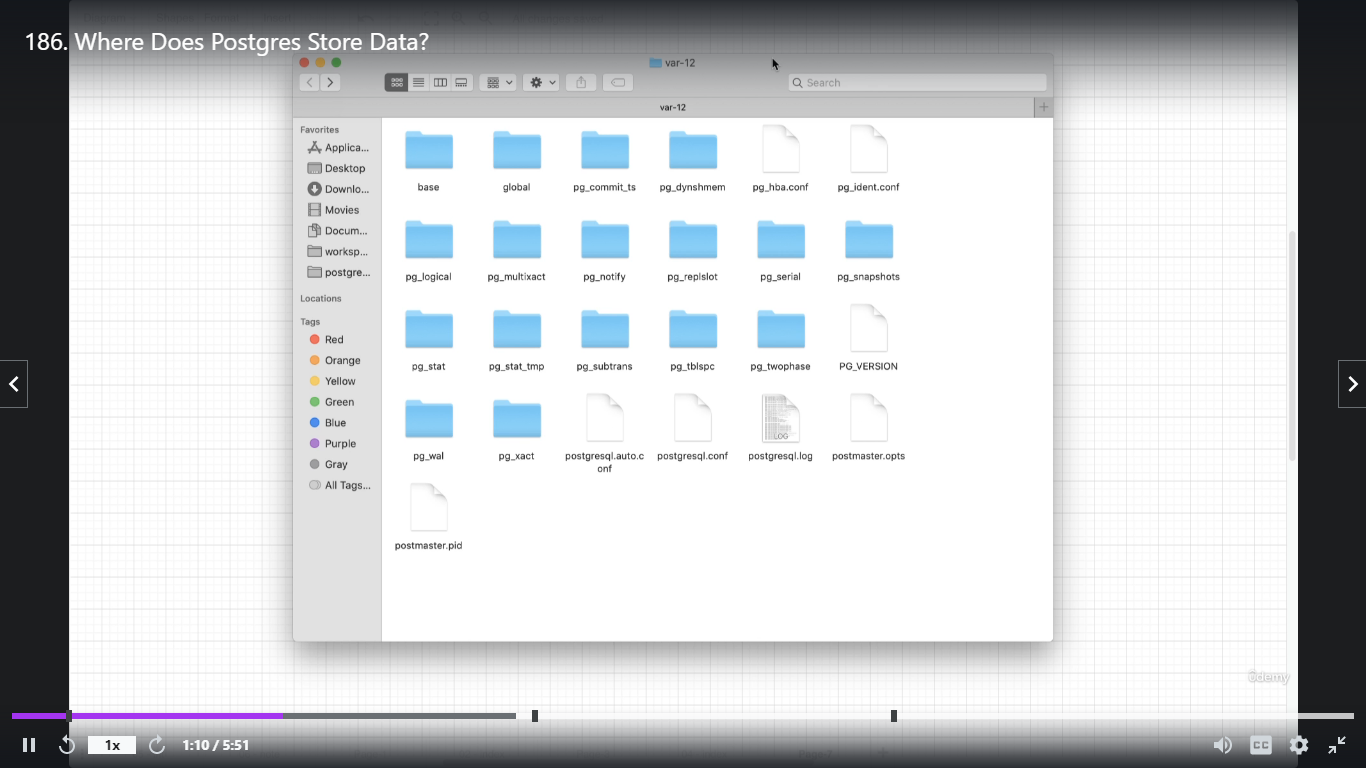 186. Where Does Postgres Store Data?
var-12
Search
var-12
Favorites
Applica...
Desktop
Downlo...
Movies
Docum...
worksp...
postgre...
Locations
Tags
Red
Orange
Yellow
Green
Blue
Purple
Gray
All Tags...
base
global
pg_commit_ts
pg_dynshmem
pg_hba.conf
pg_ident.conf
pg_logical
pg_multixact
pg_notify
pg_replslot
pg_serial
pg_snapshots
pg_stat
pg_stat_tmp
pg_subtrans
pg_tblspc
pg_twophase
PG_VERSION
LOG
pg_wal
pg_xact
postgresql.auto.c
onf
postgresql.conf
postgresql.log
postmaster.opts
postmaster.pid
ûdemy
1x
1:10 / 5:51
CC